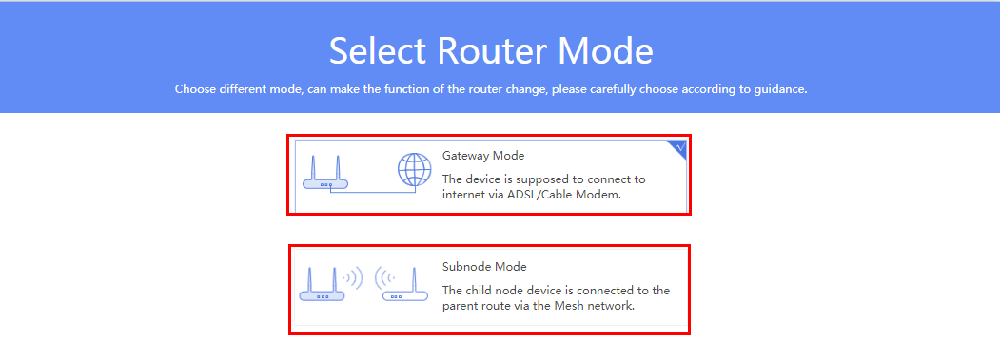 Select Router Mode
Choose different mode, can make the function of the router change, please carefully choose according to guidance.
Gateway Mode
The device is supposed to connect to
internet via ADSL/Cable Modem.
Subnode Mode
The child node device is connected to the
parent route via the Mesh network.